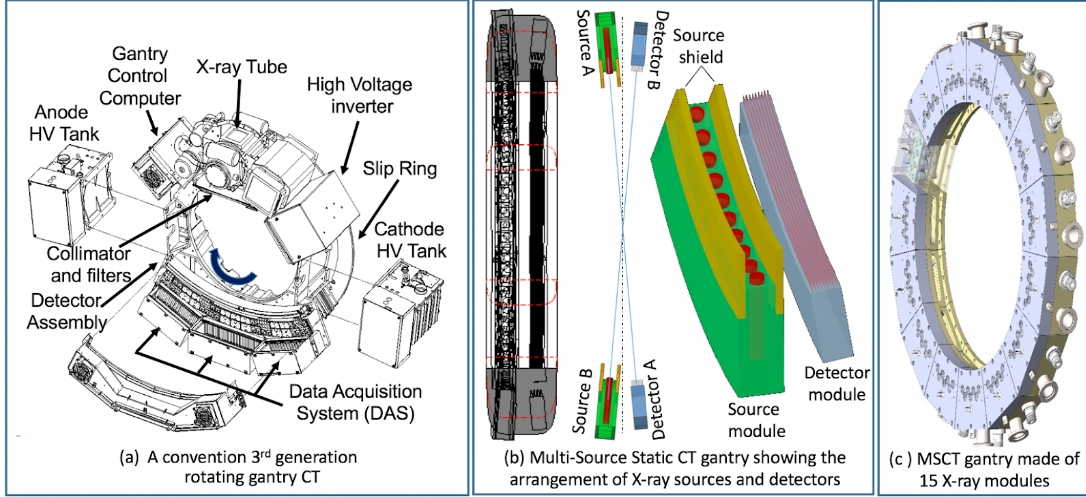 Gantry
Control
Computer
X-ray Tube
High Voltage
inverter
Anode
HV Tank
Slip Ring
Cathode
HV Tank
Collimator
and filters
Detector
Assembly
Data Acquisition
System (DAS)
(a) A convention 3rd generation
rotating gantry CT
Source A
Detector B
Source
shield
Source B
Detector A
Source
module
Detector
module
(b) Multi-Source Static CT gantry showing the
arrangement of X-ray sources and detectors
(c ) MSCT gantry made of
15 X-ray modules